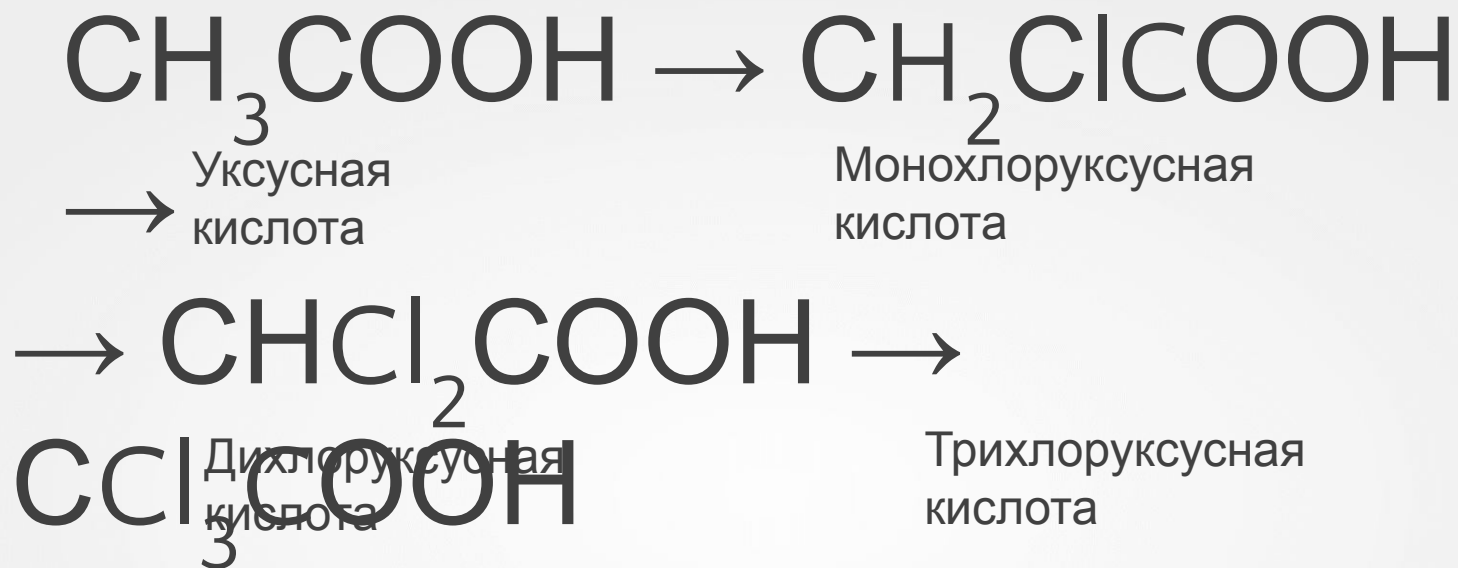 CH₃COOH → CH₂ClCOOH
Уксусная
кислота
Монохлоруксусная
кислота
→
→ CHCl₂COOH →
CCl₃COOH
Дихлоруксусная
кислота
Трихлоруксусная
кислота